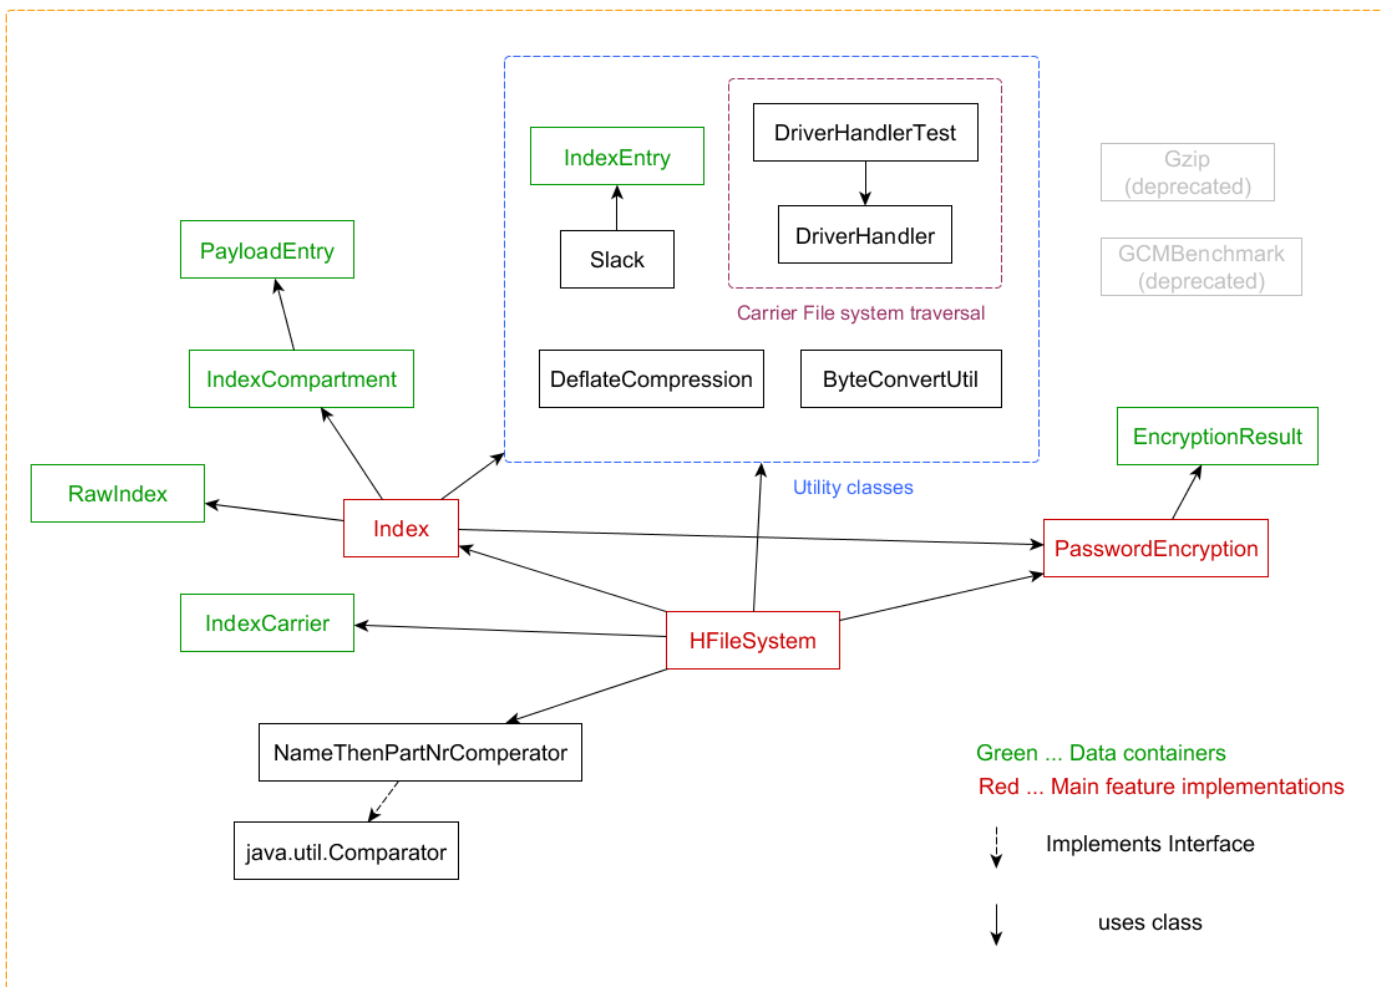 DriverHandlerTest
IndexEntry
Gzip
(deprecated)
DriverHandler
PayloadEntry
Slack
GCMBenchmark
(deprecated)
Carrier File system traversal
IndexCompartment
DeflateCompression
ByteConvertUtil
EncryptionResult
RawIndex
Utility classes
Index
PasswordEncryption
IndexCarrier
HFileSystem
NameThenPartNrComperator
Green ... Data containers
Red ... Main feature implementations
java.util.Comparator
Implements Interface
uses class